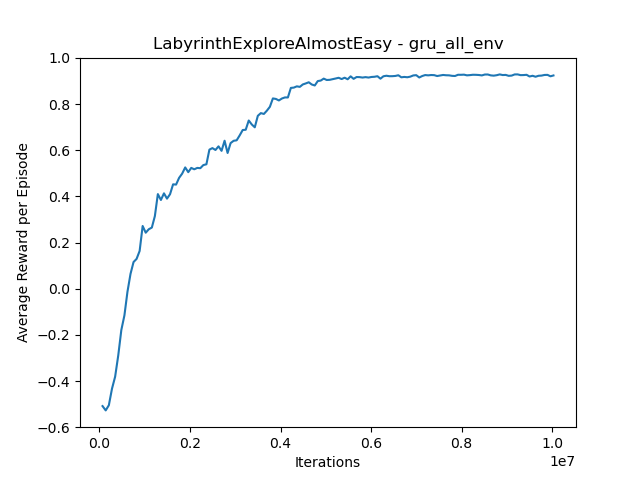 LabyrinthExploreAlmostEasy - gru_all_env
Average Reward per Episode
1.0
0.8
0.6
0.4
0.2
0.0
−0.2
−0.4
−0.6
0.0 0.2 0.4 0.6 0.8 1.0
1e7
Iterations